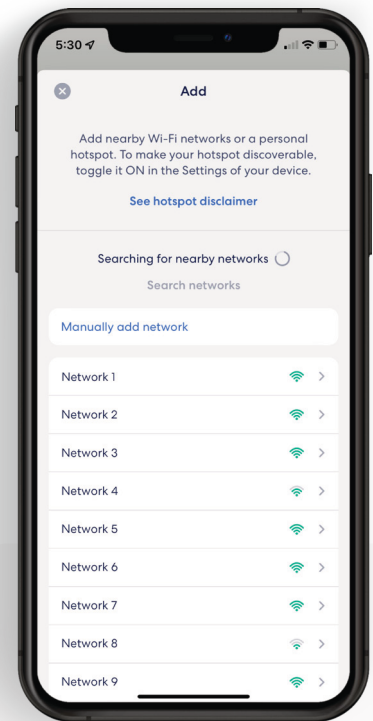 5:30
Add
Add nearby Wi-Fi networks or a personal
hotspot. To make your hotspot discoverable,
toggle it ON in the Settings of your device.
See hotspot disclaimer
Searching for nearby networks
Search networks
Manually add network
Network 1
Network 2
Network 3
Network 4
Network 5
Network 6
Network 7
Network 8
Network 9